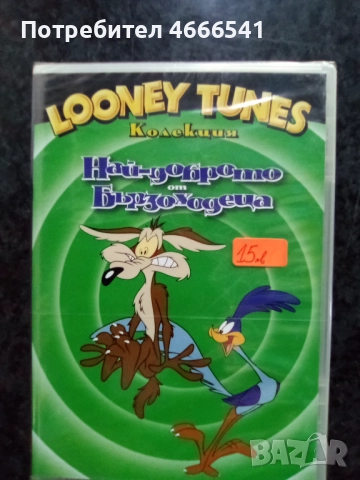 Потребител 4666541
LOONEY TUNES
Колекция
Най-доброто
от
Бързоходеца
15лв
BAZAR